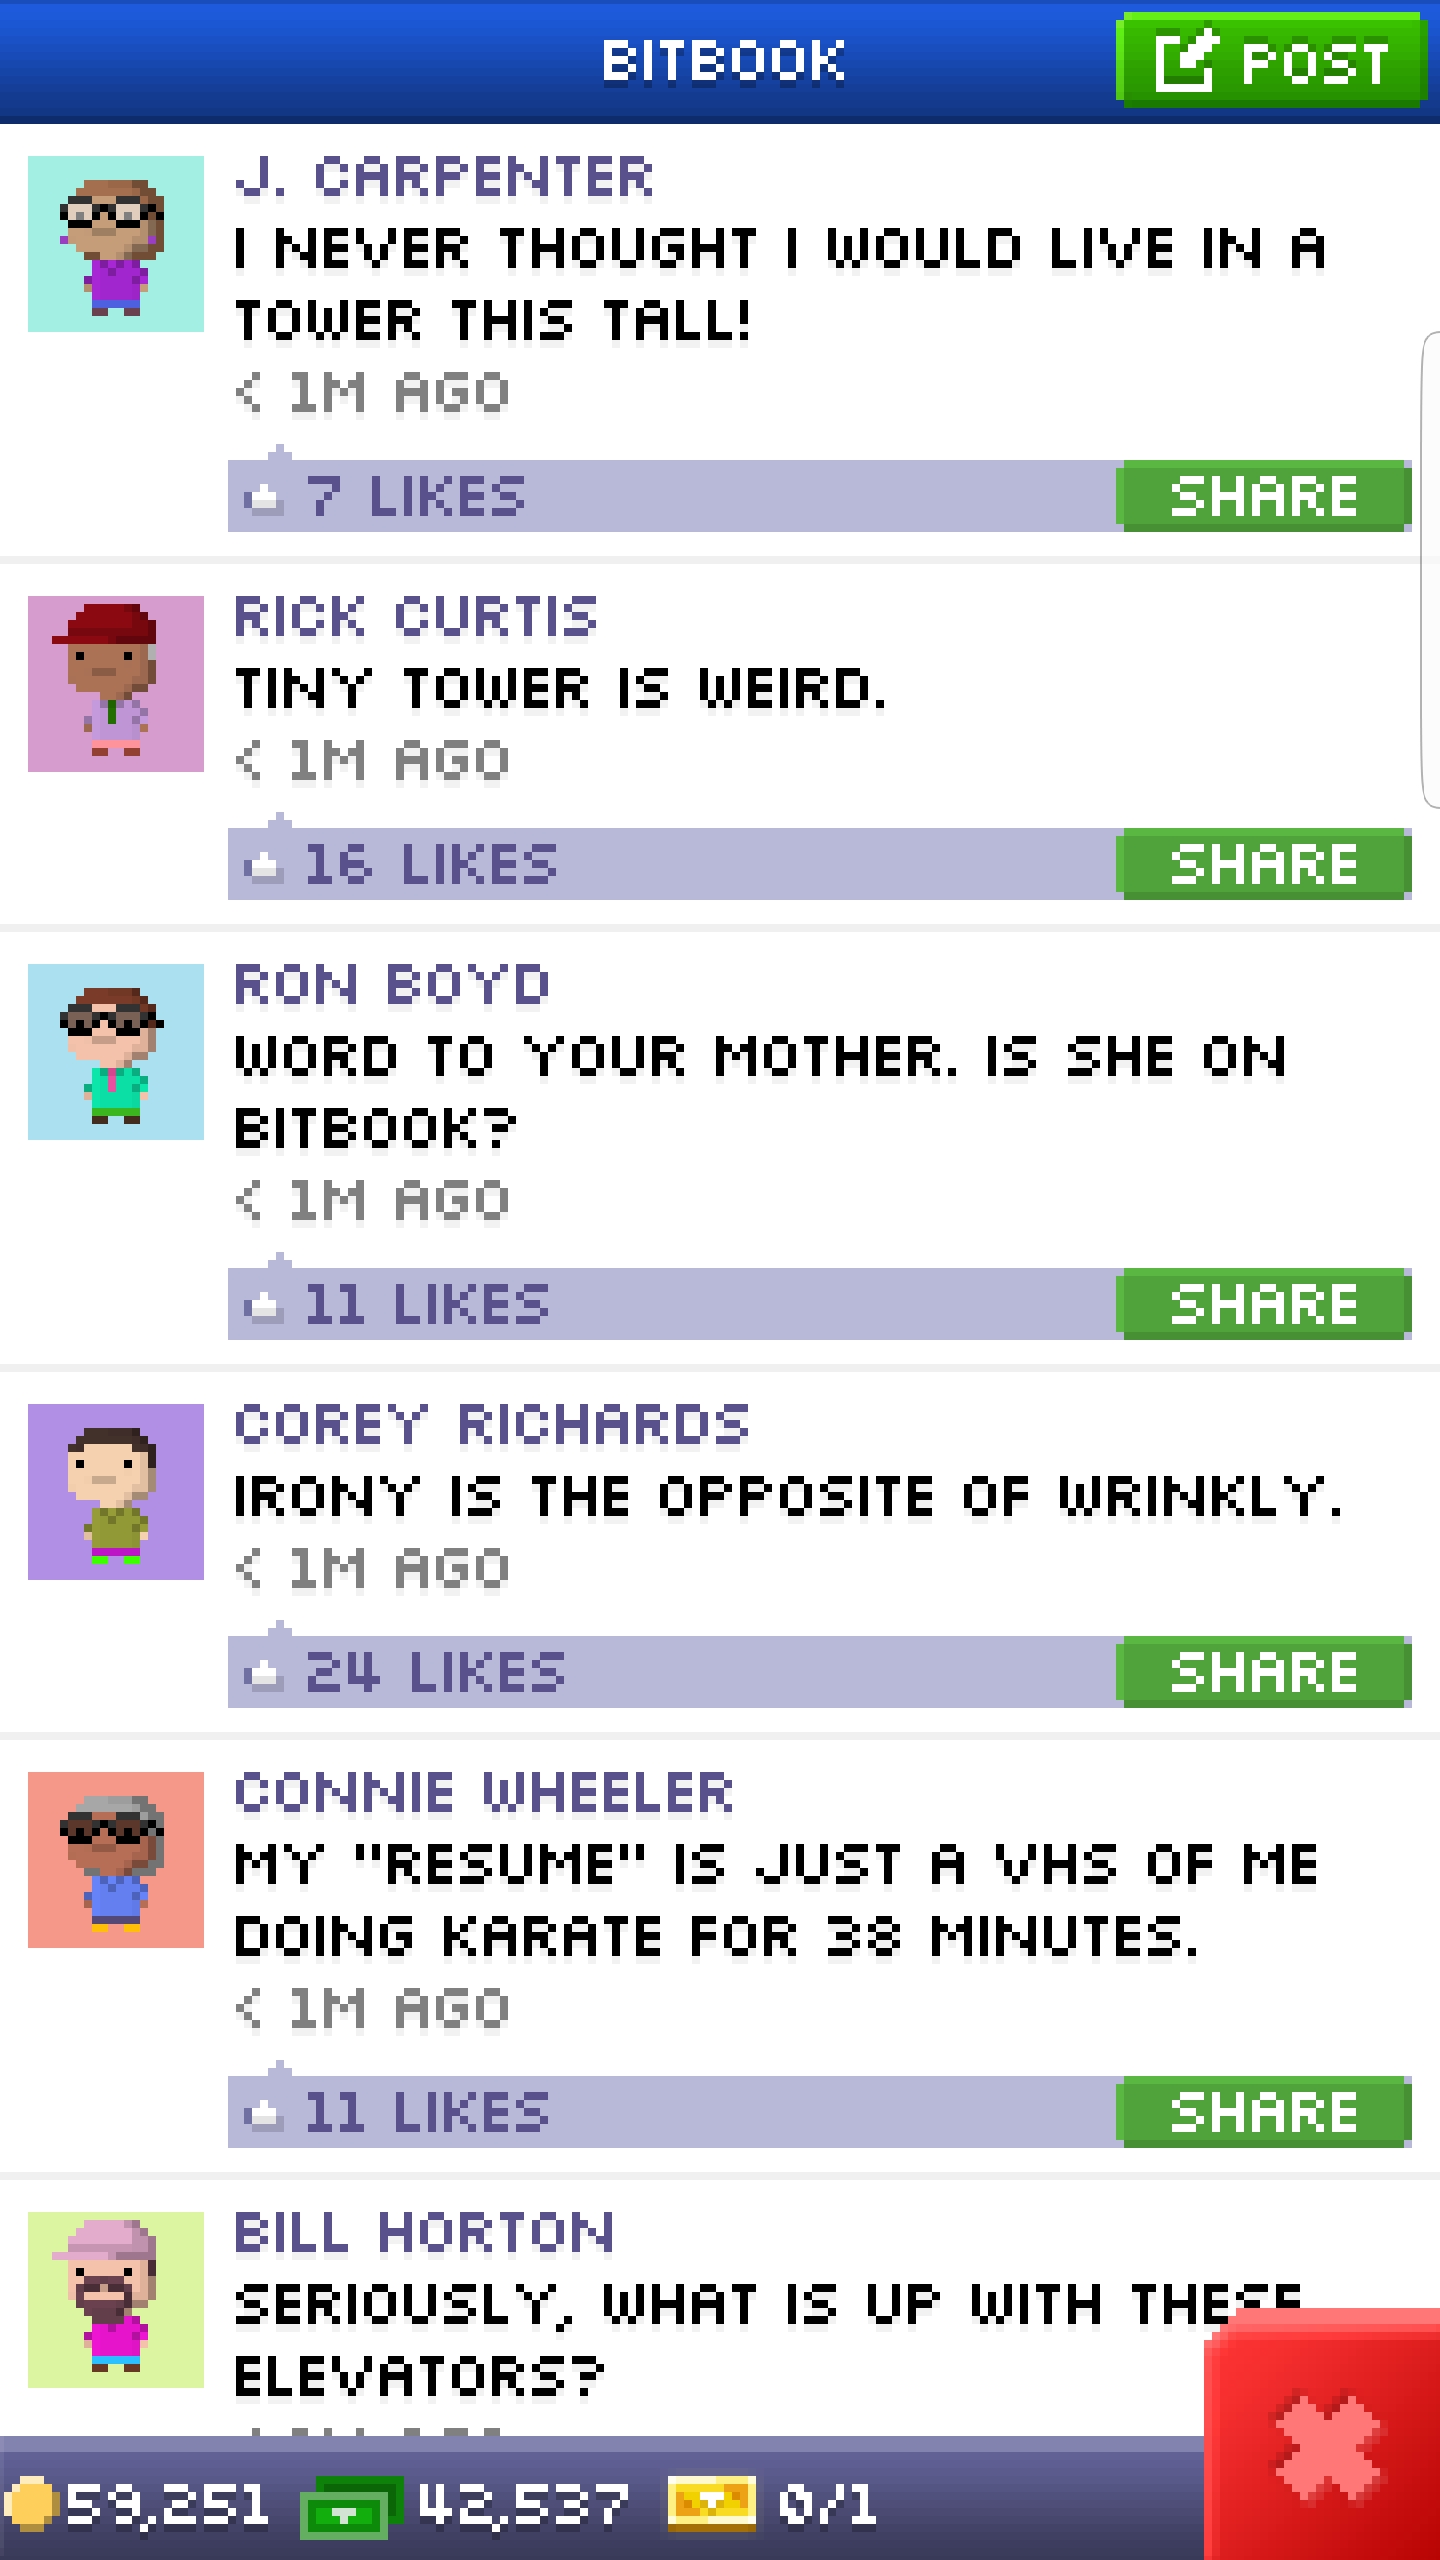 BITBOOK
POST
J. CARPENTER
I NEVER THOUGHT I WOULD LIVE IN A
TOWER THIS TALL!
< 1M AGO
7 LIKES
SHARE
RICK CURTIS
TINY TOWER IS WEIRD.
< 1M AGO
16 LIKES
SHARE
RON BOYD
WORD TO YOUR MOTHER. IS SHE ON
BITBOOK?
< 1M AGO
11 LIKES
SHARE
COREY RICHARDS
IRONY IS THE OPPOSITE OF WRINKLY.
< 1M AGO
24 LIKES
SHARE
CONNIE WHEELER
MY "RESUME" IS JUST A VHS OF ME
DOING KARATE FOR 38 MINUTES.
< 1M AGO
11 LIKES
SHARE
BILL HORTON
SERIOUSLY, WHAT IS UP WITH THESE
ELEVATORS?
59,251
42,537
0/1